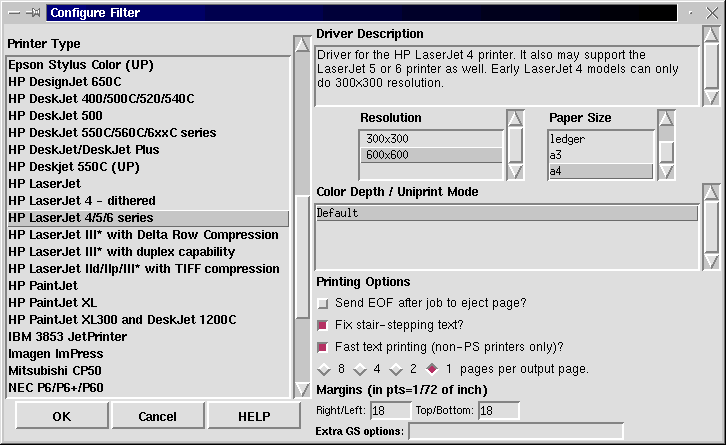 Configure Filter
Printer Type
Epson Stylus Color (UP)
HP DesignJet 650C
HP DeskJet 400/500C/520/540C
HP DeskJet 500
HP DeskJet 550C/560C/6xxC series
HP DeskJet/DeskJet Plus
HP Deskjet 550C (UP)
HP LaserJet
HP LaserJet 4 - dithered
HP LaserJet 4/5/6 series
HP LaserJet III* with Delta Row Compression
HP LaserJet III* with duplex capability
HP LaserJet IId/IIp/III* with TIFF compression
HP PaintJet
HP PaintJet XL
HP PaintJet XL300 and DeskJet 1200C
IBM 3853 JetPrinter
Imagen ImPress
Mitsubishi CP50
NEC P6/P6+/P60
OK
Cancel
HELP
Driver Description
Driver for the HP LaserJet 4 printer. It also may support the
LaserJet 5 or 6 printer as well. Early LaserJet 4 models can only
do 300x300 resolution.
Resolution
300x300
600x600
Paper Size
ledger
a3
a4
Color Depth / Uniprint Mode
Default
Printing Options
Send EOF after job to eject page?
Fix stair-stepping text?
Fast text printing (non-PS printers only)?
8 4 2 1 pages per output page.
Margins (in pts=1/72 of inch)
Right/Left: 18 Top/Bottom: 18
Extra GS options: